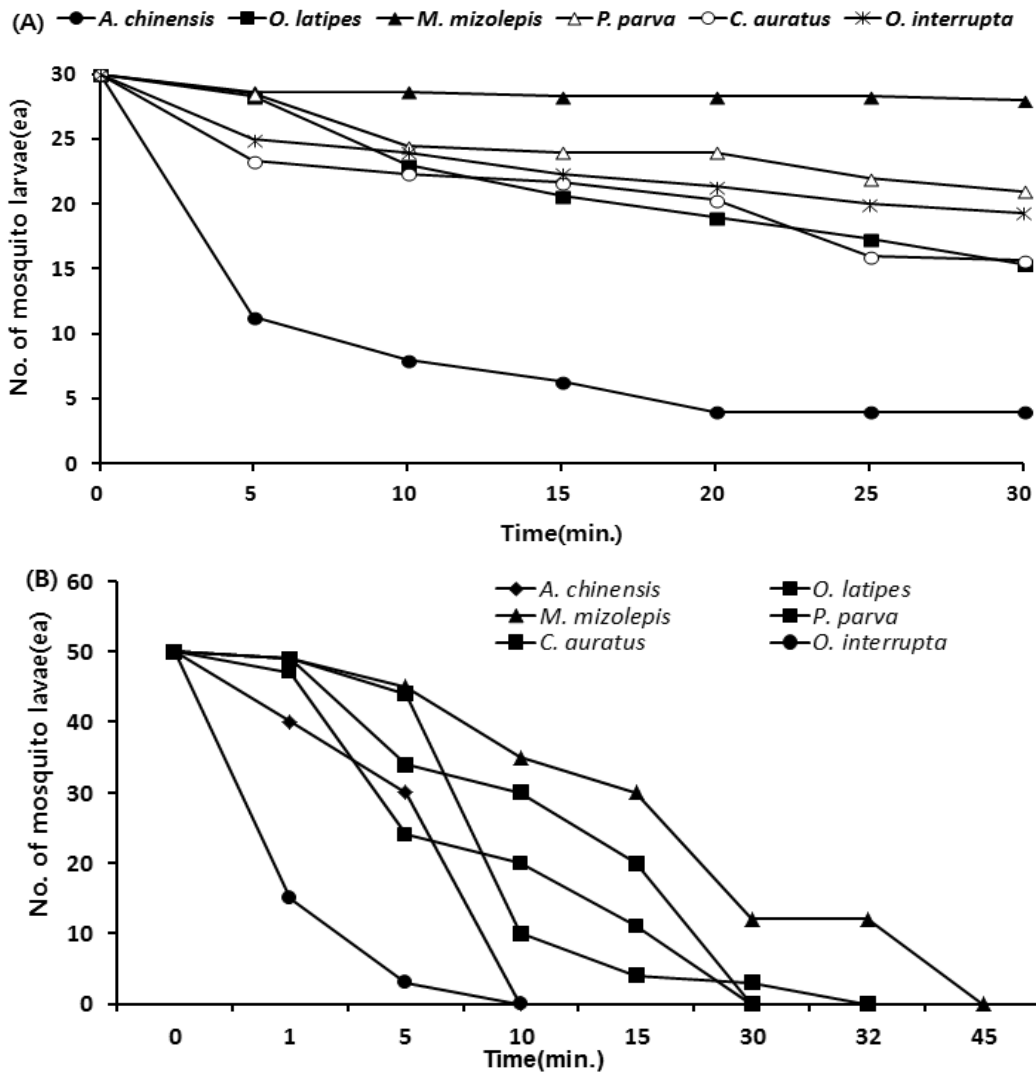 (A) A. chinensis O. latipes M. mizolepis P. parva C. auratus O. interrupta
No. of mosquito larvae(ea)
30
25
20
15
10
5
0
0 5 10 15 20 25 30
Time(min.)
(B)
A. chinensis O. latipes
M. mizolepis P. parva
C. auratus O. interrupta
No. of mosquito lavae(ea)
60
50
40
30
20
10
0
0 1 5 10 15 30 32 45
Time(min.)